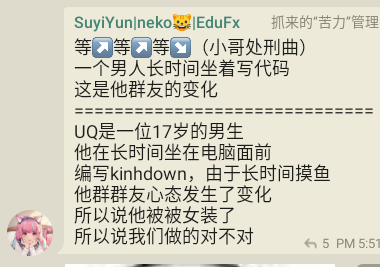 SuyiYun|neko🐱|EduFx 抓来的“苦力”管理
等↗️等↗️等↘️（小哥处刑曲）
一个男人长时间坐着写代码
这是他群友的变化
==============================
UQ是一位17岁的男生
他在长时间坐在电脑面前
编写kinhdown，由于长时间摸鱼
他群群友心态发生了变化
所以说他被被女装了
所以说我们做的对不对
5 PM 5:51